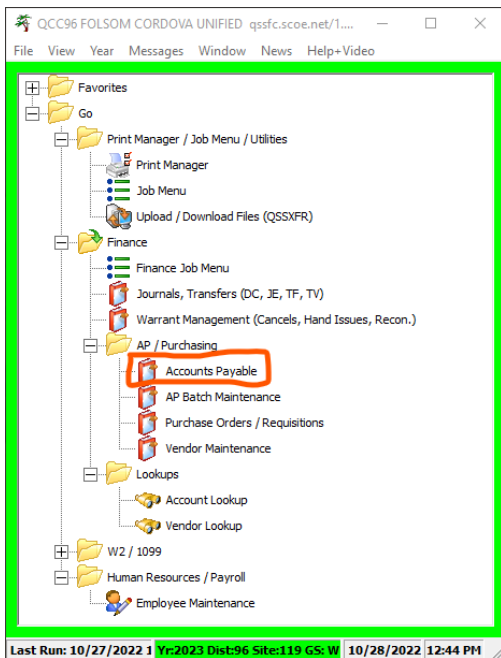 QCC96 FOLSOM CORDOVA UNIFIED qssfc.scoe.net/1....
File View Year Messages Window News Help+Video
Favorites
Go
Print Manager / Job Menu / Utilities
Print Manager
Job Menu
Upload / Download Files (QSSXFR)
Finance
Finance Job Menu
Journals, Transfers (DC, JE, TF, TV)
Warrant Management (Cancels, Hand Issues, Recon.)
AP / Purchasing
Accounts Payable
AP Batch Maintenance
Purchase Orders / Requisitions
Vendor Maintenance
Lookups
Account Lookup
Vendor Lookup
W2 / 1099
Human Resources / Payroll
Employee Maintenance
Last Run: 10/27/2022 1 Yr:2023 Dist:96 Site:119 GS: W 10/28/2022 12:44 PM